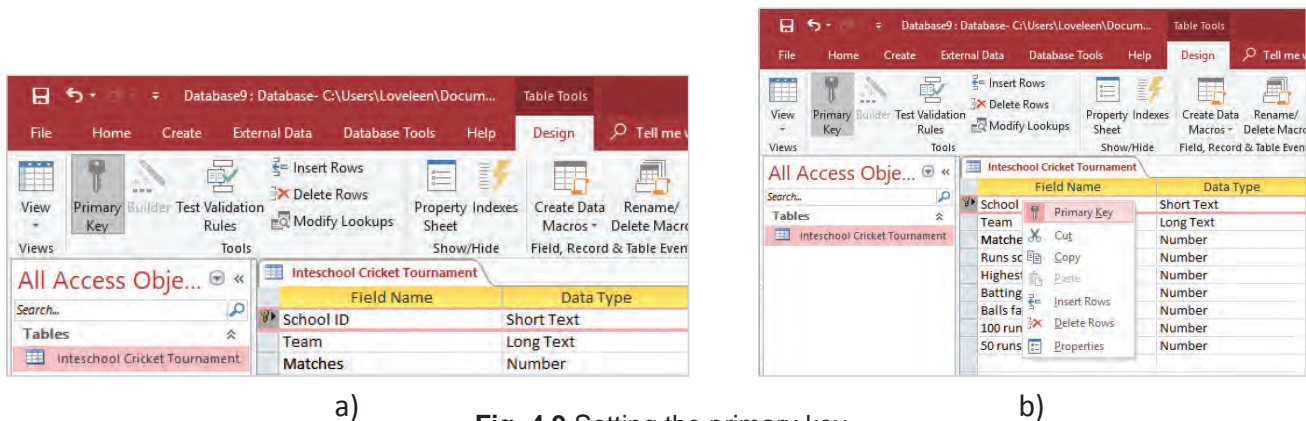 Database9 : Database- C:\Users\Loveleen\Docum... Table Tools
File Home Create External Data Database Tools Help Design Tell me
View Primary Key Builder Test Validation Rules Insert Rows Delete Rows Modify Lookups Property Sheet Indexes Create Data Macros Rename/ Delete Macro
Views Tools Show/Hide Field, Record & Table Even
All Access Obje...
Search...
Tables
Inteschool Cricket Tournament
Inteschool Cricket Tournament
Field Name Data Type
School ID Short Text
Team Long Text
Matches Number
a)
Database9 : Database- C:\Users\Loveleen\Docum... Table Tools
File Home Create External Data Database Tools Help Design Tell me
View Primary Key Builder Test Validation Rules Insert Rows Delete Rows Modify Lookups Property Sheet Indexes Create Data Macros Rename/ Delete Macro
Views Tools Show/Hide Field, Record & Table Even
All Access Obje...
Search...
Tables
Inteschool Cricket Tournament
Inteschool Cricket Tournament
Field Name Data Type
School Short Text
Team Long Text
Matche Number
Runs sc Number
Highest Number
Batting Number
Balls fa Number
100 run Number
50 runs Number
Primary Key
Cut
Copy
Paste
Insert Rows
Delete Rows
Properties
b)
Setting the primary key